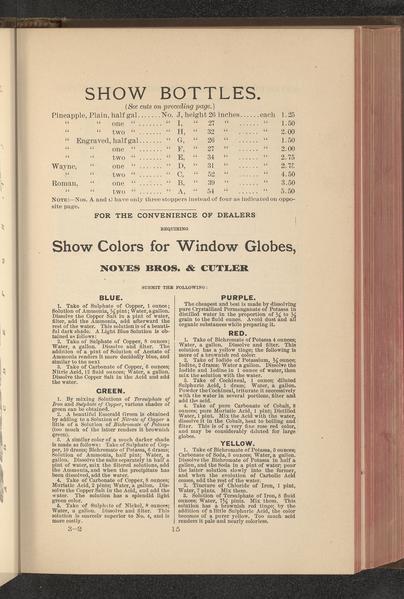 SHOW BOTTLES.
(See cuts on preceding page.)
Pineapple, Plain, half gal.......No. J, height 26 inches......each 1.25
" " one " ........ " I, " 27 " ...... " 1.50
" " two " ........ " H, " 32 " ...... " 2.00
" Engraved, half gal....... " G, " 26 " ...... " 1.50
" " one " ........ " F, " 27 " ...... " 2.00
" " two " ........ " E, " 34 " ...... " 2.75
Wayne, " one " ........ " D, " 31 " ...... " 2.75
" " two " ........ " C, " 52 " ...... " 4.50
Roman, " one " ........ " B, " 39 " ...... " 3.50
" " two " ........ " A, " 54 " ...... " 5.50
NOTE:—Nos. A and C have only three stoppers instead of four as indicated on oppo-
site page.
FOR THE CONVENIENCE OF DEALERS
REQUIRING
Show Colors for Window Globes,
NOYES BROS. & CUTLER
SUBMIT THE FOLLOWING:
BLUE.
1. Take of Sulphate of Copper, 1 ounce;
Solution of Ammonia, ½ pint; Water, a gallon.
Dissolve the Copper Salt in a pint of water,
filter, add the Ammonia, add afterward the
rest of the water. This solution is of a beauti-
ful dark shade. A Light Blue Solution is ob-
tained as follows:
2. Take of Sulphate of Copper, 8 ounces;
Water, a gallon. Dissolve and filter. The
addition of a pint of Solution of Acetate of
Ammonia renders it more decidedly blue, and
similar to the next:
3. Take of Carbonate of Copper, 4 ounces;
Nitric Acid, 12 fluid ounces; Water, a gallon.
Dissolve the Copper Salt in the Acid and add
the water.
GREEN.
1. By mixing Solutions of Tersulphate of
Iron and Sulphate of Copper, various shades of
green can be obtained.
2. A beautiful Emerald Green is obtained
by adding to a Solution of Nitrate of Copper a
little of a Solution of Bichromate of Potassa
(too much of the latter renders it brownish
green).
3. A similar color of a much darker shade
is made as follows: Take of Sulphate of Cop-
per, 10 drams; Bichromate of Potassa, 6 drams;
Solution of Ammonia, half pint; Water, a
gallon. Dissolve the salts separately in half a
pint of water, mix the filtered solutions, add
the Ammonia, and when the precipitate has
been dissolved, add the water.
4. Take of Carbonate of Copper, 8 ounces;
Muriatic Acid, 2 pints; Water, a gallon. Dis-
solve the Copper Salt in the Acid, and add the
water. The solution has a splendid light
green color.
5. Take of Sulphate of Nickel, 8 ounces;
Water, a gallon. Dissolve and filter. This
solution is scarcely superior to No. 4, and is
more costly.
PURPLE.
The cheapest and best is made by dissolving
pure Crystallized Permanganate of Potassa in
distilled water in the proportion of ¼ to ½
grain to the fluid ounce. Avoid dust and all
organic substances while preparing it.
RED.
1. Take of Bichromate of Potassa 4 ounces;
Water, a gallon. Dissolve and filter. This
solution has a yellow tinge; the following is
more of a brownish red color:
2. Take of Iodide of Potassium, ½ ounce;
Iodine, 2 drams; Water a gallon. Dissolve the
Iodide and Iodine in 1 ounce of water, then
mix the solution with the water.
3. Take of Cochineal, 1 ounce; diluted
Sulphuric Acid, 1 dram; Water, a gallon.
Powder the Cochineal, triturate it successively
with the water in several portions, filter and
add the acid.
4. Take of pure Carbonate of Cobalt, 8
ounces; pure Muriatic Acid, 1 pint; Distilled
Water, 1 pint. Mix the Acid with the water,
dissolve it in the Cobalt, heat to boiling and
filter. This is of a very fine rose red color,
and may be considerably diluted for large
globes.
YELLOW.
1. Take of Bichromate of Potassa, 3 ounces;
Carbonate of Soda, 3 ounces; Water, a gallon.
Dissolve the Bichromate of Potassa in half a
gallon, and the Soda in a pint of water; pour
the latter solution slowly into the former,
and when the evolution of Carbolic Acid
ceases, add the rest of the water.
2. Tincture of Chloride of Iron, 1 pint,
Water, 7 pints. Mix them.
3. Solution of Tersulphate of Iron, 8 fluid
ounces; Water, 7½ pints. Mix them. This
solution has a brownish red tinge; by the
addition of a little Sulphuric Acid, the color
becomes of a purer yellow. Too much acid
renders it pale and nearly colorless.
3—2
15